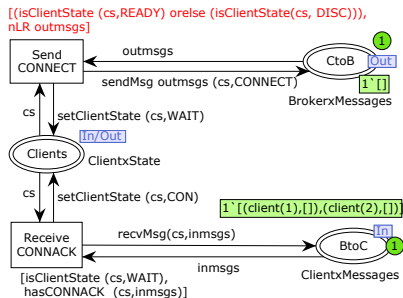 [(isClientState (cs,READY) orelse (isClientState(cs, DISC))),
nLR outmsgs]
Send
CONNECT
outmsgs
sendMsg outmsgs (cs,CONNECT)
1
CtoB
Out
1`[]
BrokerxMessages
cs
setClientState (cs,WAIT)
In/Out
Clients
ClientxState
cs
setClientState (cs,CON)
1`[(client(1),[]),(client(2),[])]
Receive
CONNACK
recvMsg(cs,inmsgs)
inmsgs
In
BtoC
1
ClientxMessages
[isClientState (cs,WAIT),
hasCONNACK (cs,inmsgs)]